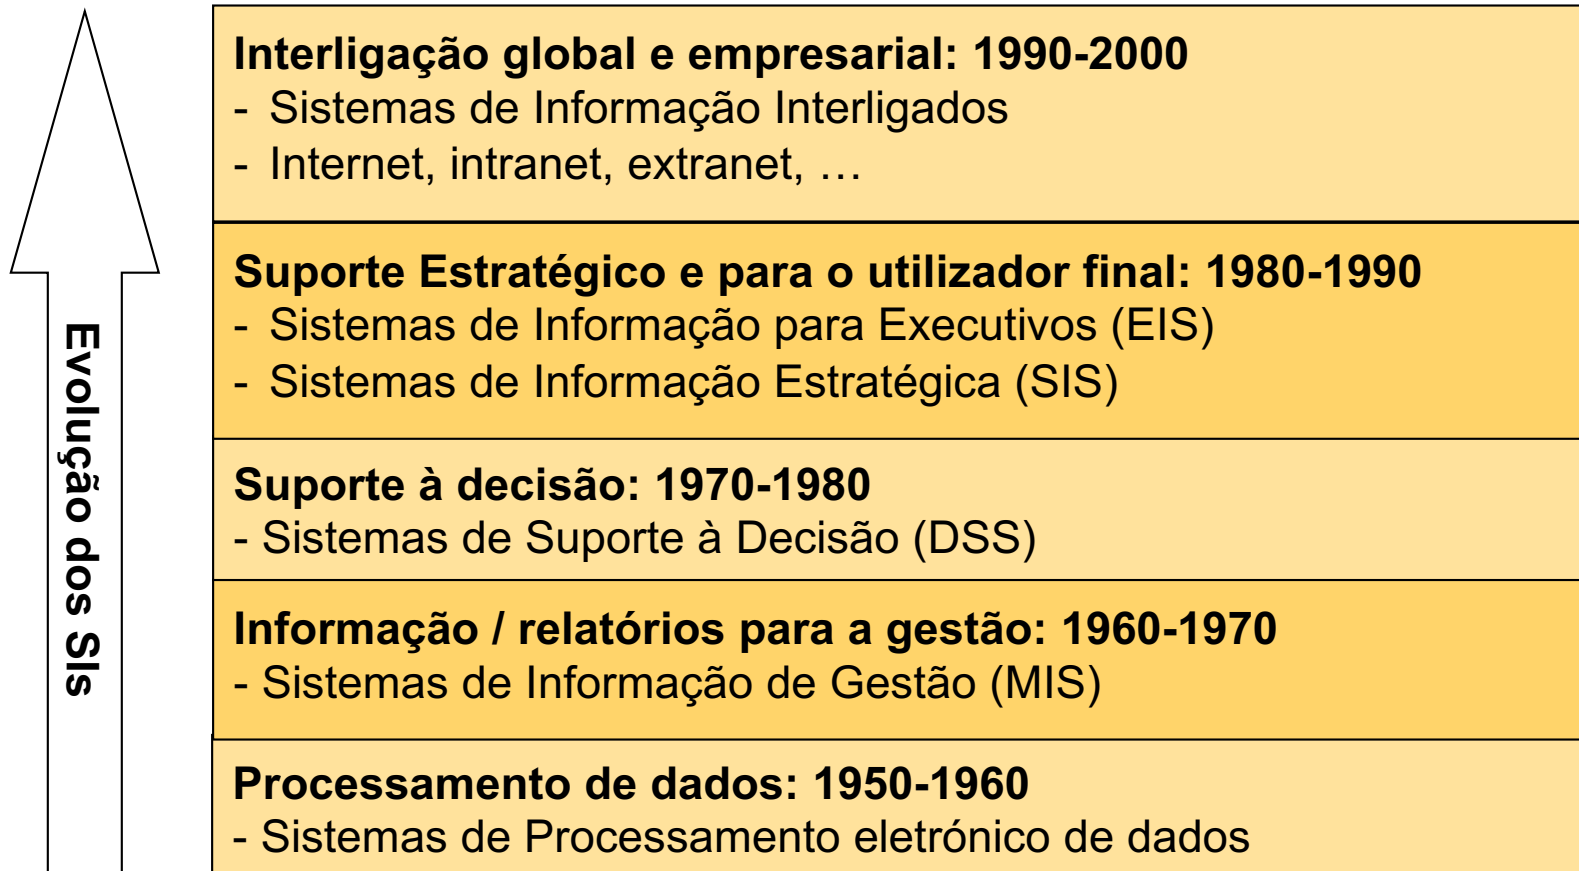 Interligação global e empresarial: 1990-2000
- Sistemas de Informação Interligados
- Internet, intranet, extranet, …
Suporte Estratégico e para o utilizador final: 1980-1990
- Sistemas de Informação para Executivos (EIS)
- Sistemas de Informação Estratégica (SIS)
Suporte à decisão: 1970-1980
- Sistemas de Suporte à Decisão (DSS)
Informação / relatórios para a gestão: 1960-1970
- Sistemas de Informação de Gestão (MIS)
Processamento de dados: 1950-1960
- Sistemas de Processamento eletrónico de dados
Evolução dos SIs